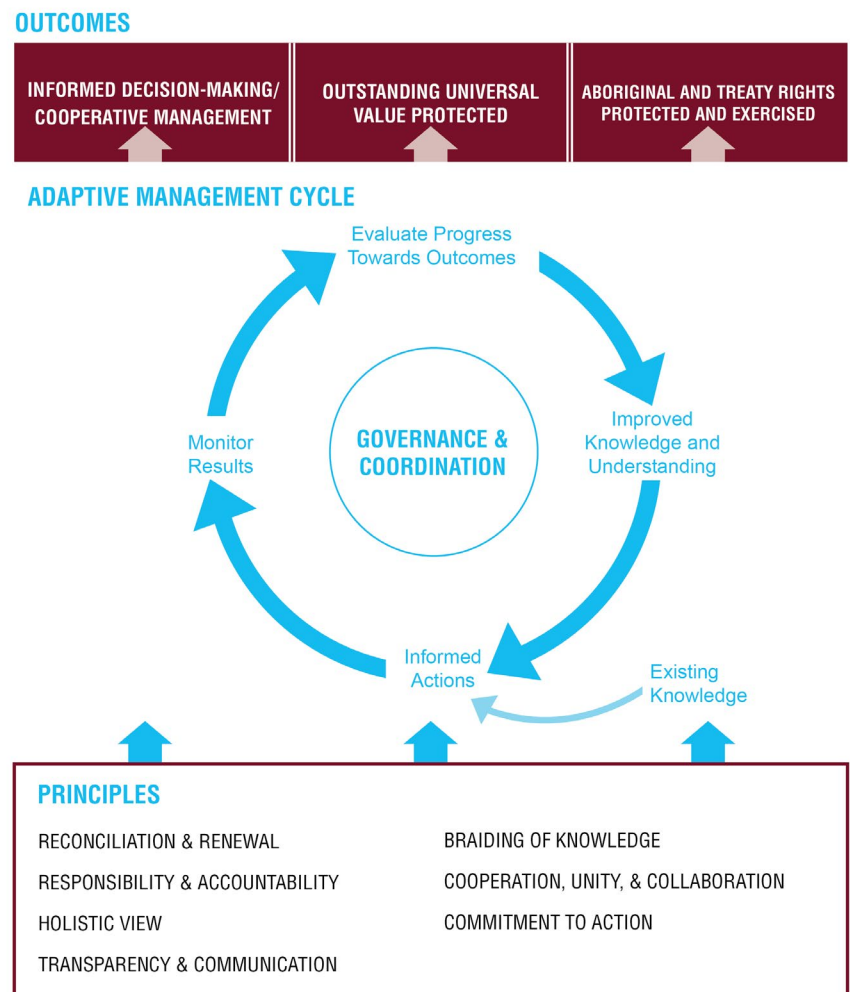 OUTCOMES
INFORMED DECISION-MAKING/
COOPERATIVE MANAGEMENT
OUTSTANDING UNIVERSAL
VALUE PROTECTED
ABORIGINAL AND TREATY RIGHTS
PROTECTED AND EXERCISED
ADAPTIVE MANAGEMENT CYCLE
Evaluate Progress
Towards Outcomes
Improved
Knowledge and
Understanding
Monitor
Results
GOVERNANCE &
COORDINATION
Informed
Actions
Existing
Knowledge
PRINCIPLES
RECONCILIATION & RENEWAL
RESPONSIBILITY & ACCOUNTABILITY
HOLISTIC VIEW
TRANSPARENCY & COMMUNICATION
BRAIDING OF KNOWLEDGE
COOPERATION, UNITY, & COLLABORATION
COMMITMENT TO ACTION